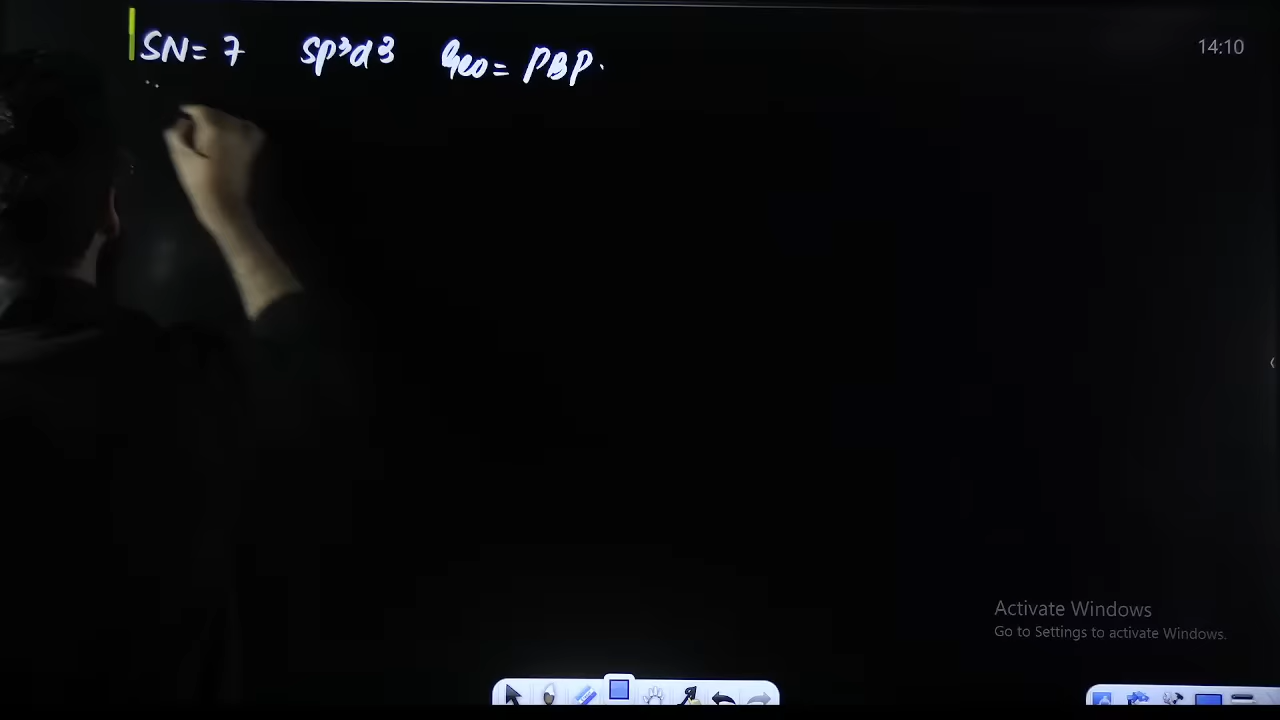 SN = 7 sp³d³ Geo = PBP.
14:10
Activate Windows
Go to Settings to activate Windows.